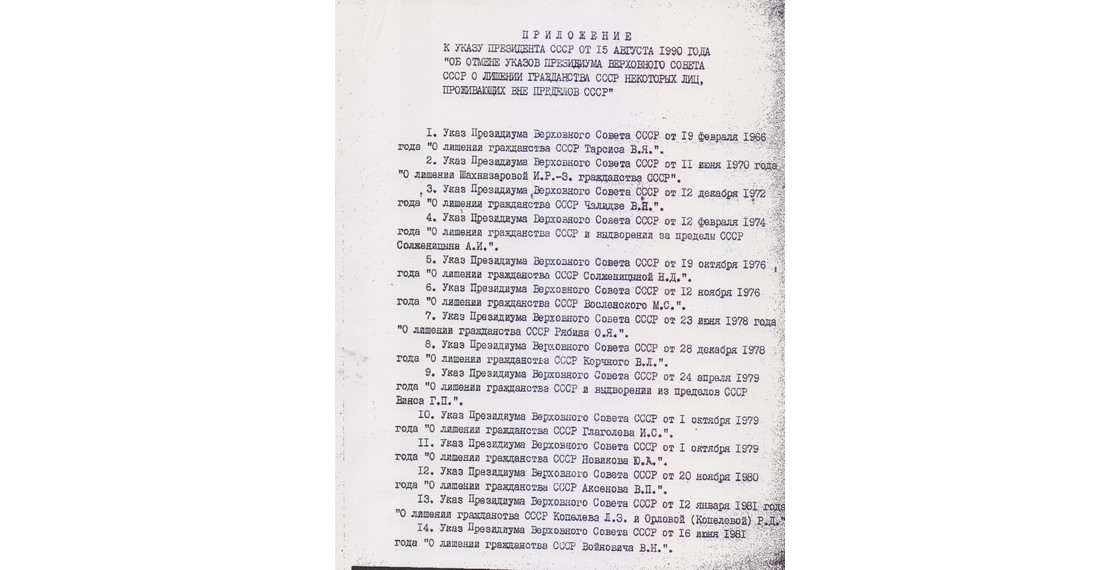 ПРИЛОЖЕНИЕ
К УКАЗУ ПРЕЗИДЕНТА СССР ОТ 15 АВГУСТА 1990 ГОДА
"ОБ ОТМЕНЕ УКАЗОВ ПРЕЗИДИУМА ВЕРХОВНОГО СОВЕТА
СССР О ЛИШЕНИИ ГРАЖДАНСТВА СССР НЕКОТОРЫХ ЛИЦ,
ПРОЖИВАЮЩИХ ВНЕ ПРЕДЕЛОВ СССР"
1. Указ Президиума Верховного Совета СССР от 19 февраля 1966
года "О лишении гражданства СССР Тарсиса В.Я.".
2. Указ Президиума Верховного Совета СССР от 11 июня 1970 года
"О лишении Шахназаровой И.Р.-З. гражданства СССР".
3. Указ Президиума Верховного Совета СССР от 12 декабря 1972
года "О лишении гражданства СССР Чалидзе В.Н.".
4. Указ Президиума Верховного Совета СССР от 12 февраля 1974
года "О лишении гражданства СССР и выдворении за пределы СССР
Солженицына А.И.".
5. Указ Президиума Верховного Совета СССР от 19 октября 1976
года "О лишении гражданства СССР Солженицыной Н.Д.".
6. Указ Президиума Верховного Совета СССР от 12 ноября 1976
года "О лишении гражданства СССР Восленского М.С.".
7. Указ Президиума Верховного Совета СССР от 23 июня 1978 года
"О лишении гражданства СССР Рябина О.Я.".
8. Указ Президиума Верховного Совета СССР от 28 декабря 1978
года "О лишении гражданства СССР Корчного В.Л.".
9. Указ Президиума Верховного Совета СССР от 24 апреля 1979
года "О лишении гражданства СССР и выдворении из пределов СССР
Винса Г.П.".
10. Указ Президиума Верховного Совета СССР от 1 октября 1979
года "О лишении гражданства СССР Глаголева И.С.".
11. Указ Президиума Верховного Совета СССР от 1 октября 1979
года "О лишении гражданства СССР Новикова Ю.А.".
12. Указ Президиума Верховного Совета СССР от 20 ноября 1980
года "О лишении гражданства СССР Аксенова В.П.".
13. Указ Президиума Верховного Совета СССР от 12 января 1981 года
"О лишении гражданства СССР Копелева Л.З. и Орловой (Копелевой) Р.Д."
14. Указ Президиума Верховного Совета СССР от 16 июня 1981
года "О лишении гражданства СССР Войновича В.Н.".